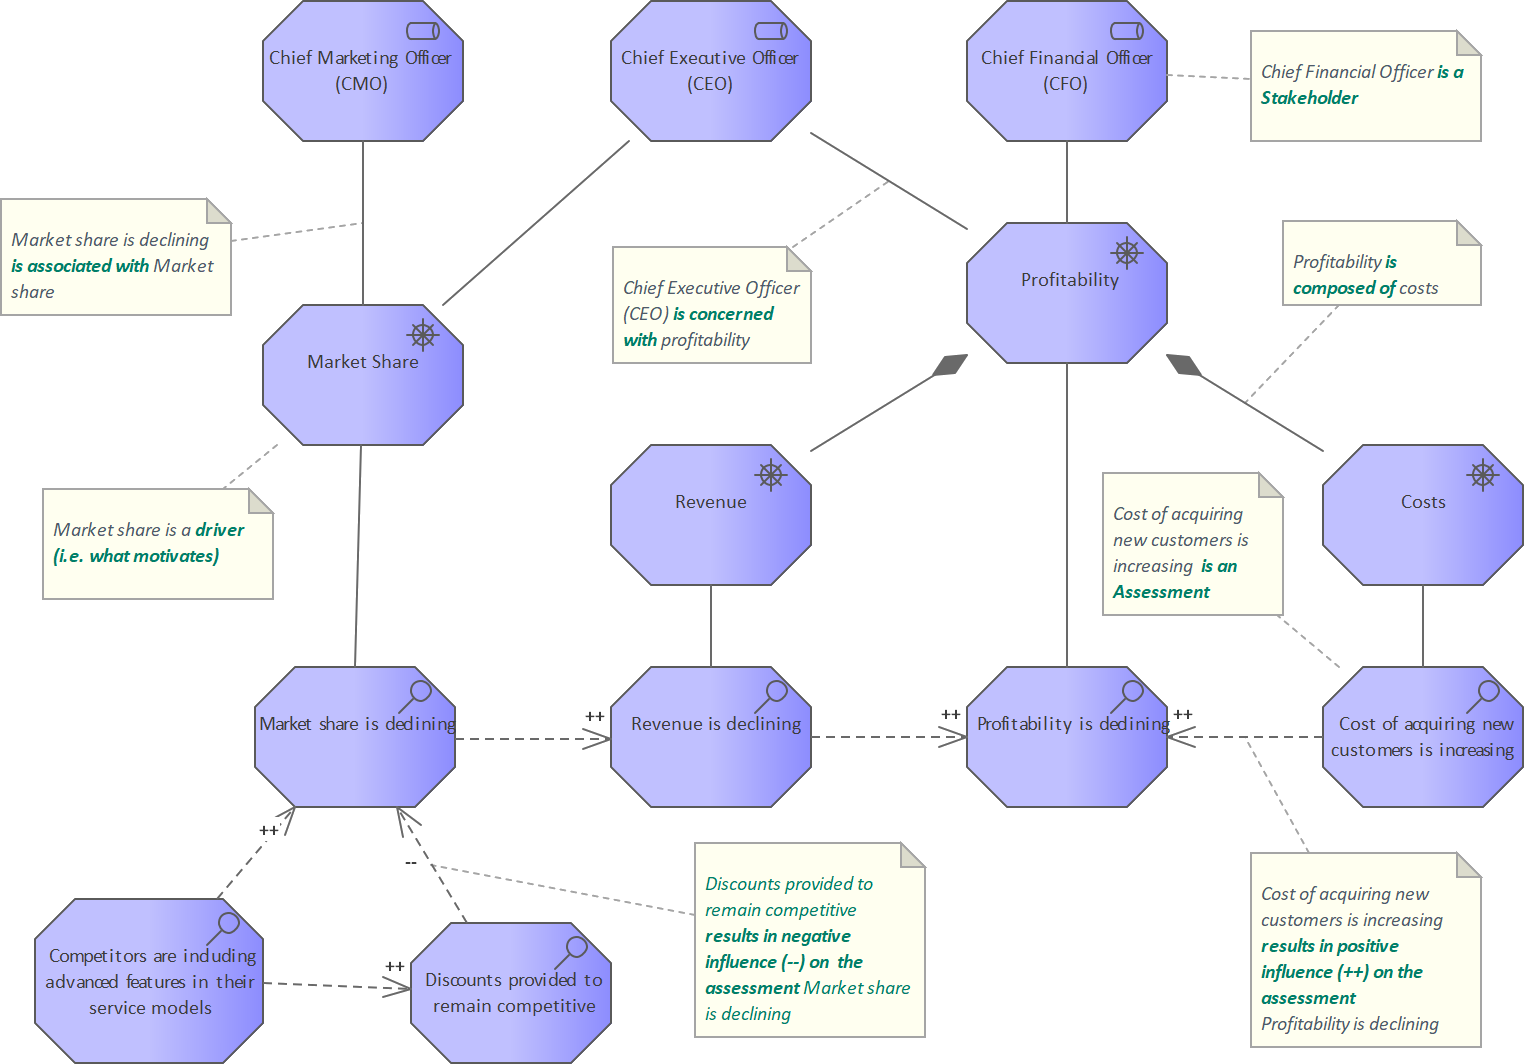 Chief Marketing Officer
(CMO)
Chief Executive Officer
(CEO)
Chief Financial Officer
(CFO)
Chief Financial Officer is a
Stakeholder
Market share is declining
is associated with Market
share
Chief Executive Officer
(CEO) is concerned
with profitability
Profitability
Profitability is
composed of costs
Market Share
Market share is a driver
(i.e. what motivates)
Revenue
Cost of acquiring
new customers is
increasing is an
Assessment
Costs
Market share is declining
++
Revenue is declining
++
Profitability is declining
++
Cost of acquiring new
customers is increasing
++
--
Competitors are including
advanced features in their
service models
++
Discounts provided to
remain competitive
Discounts provided to
remain competitive
results in negative
influence (--) on the
assessment Market share
is declining
Cost of acquiring new
customers is increasing
results in positive
influence (++) on the
assessment
Profitability is declining